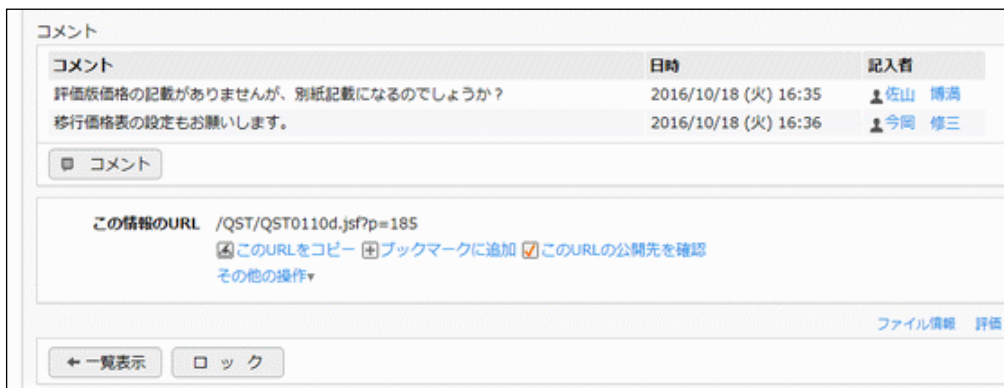 コメント
コメント 日時 記入者
評価版価格の記載がありませんが、別紙記載になるのでしょうか？ 2016/10/18 (火) 16:35 佐山 博満
移行価格表の設定もお願いします。 2016/10/18 (火) 16:36 今岡 修三
コメント
この情報のURL /QST/QST0110d.jsf?p=185
このURLをコピー ブックマークに追加 このURLの公開先を確認
その他の操作▾
ファイル情報 評価
一覧表示 ロック